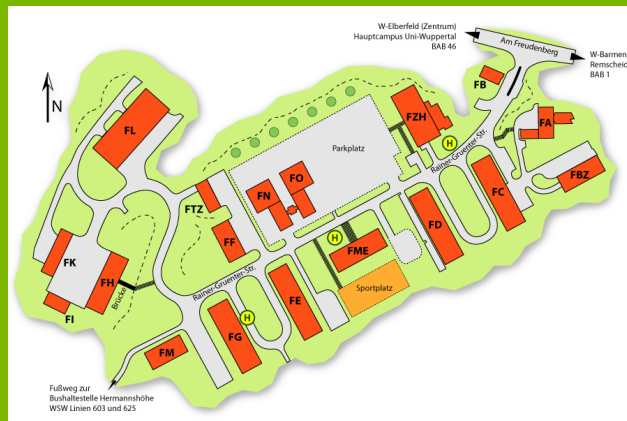 W-Elberfeld (Zentrum)
Hauptcampus Uni-Wuppertal
BAB 46
Am Freudenberg
W-Barmen
Remscheid
BAB 1
N
FB
FL
FZH
H
FA
Parkplatz
Rainer-Gruenter-Str.
FBZ
FO
FN
FTZ
FC
FD
FF
H
FME
FK
FH
Brücke
Rainer-Gruenter-Str.
Sportplatz
FE
FI
H
FG
FM
Fußweg zur
Bushaltestelle Hermannshöhe
WSW Linien 603 und 625